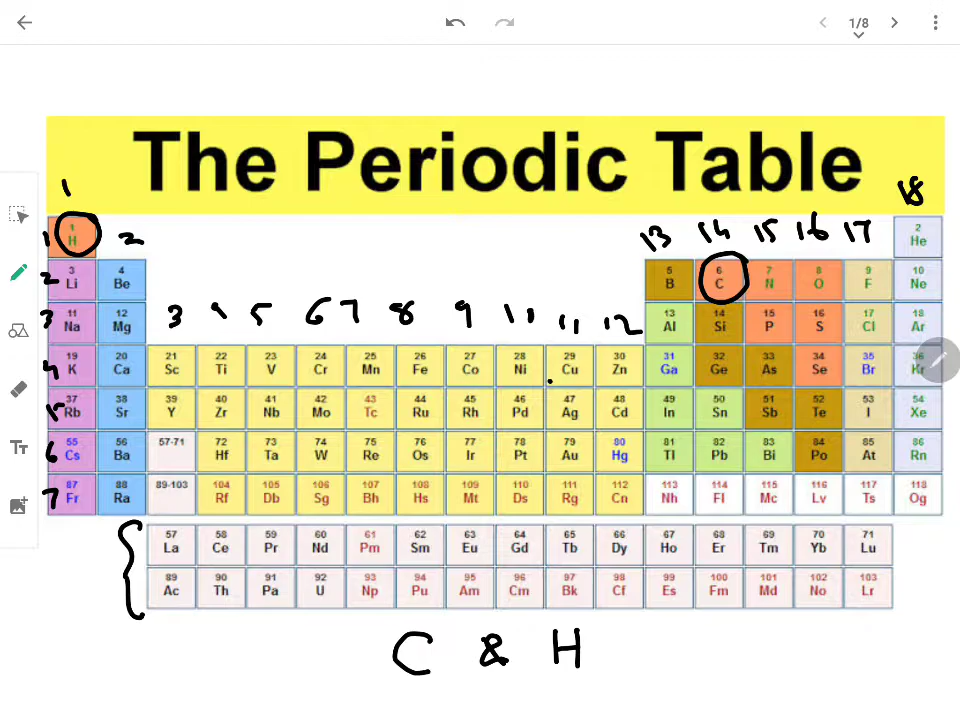 1/8
The Periodic Table
1 18
1 1 H 2 2 He
13 14 15 16 17
2 3 Li 4 Be 5 B 6 C 7 N 8 O 9 F 10 Ne
3 11 Na 12 Mg 3 4 5 6 7 8 9 10 11 12 13 Al 14 Si 15 P 16 S 17 Cl 18 Ar
4 19 K 20 Ca 21 Sc 22 Ti 23 V 24 Cr 25 Mn 26 Fe 27 Co 28 Ni 29 Cu 30 Zn 31 Ga 32 Ge 33 As 34 Se 35 Br 36 Kr
5 37 Rb 38 Sr 39 Y 40 Zr 41 Nb 42 Mo 43 Tc 44 Ru 45 Rh 46 Pd 47 Ag 48 Cd 49 In 50 Sn 51 Sb 52 Te 53 I 54 Xe
6 55 Cs 56 Ba 57-71 72 Hf 73 Ta 74 W 75 Re 76 Os 77 Ir 78 Pt 79 Au 80 Hg 81 Tl 82 Pb 83 Bi 84 Po 85 At 86 Rn
7 87 Fr 88 Ra 89-103 104 Rf 105 Db 106 Sg 107 Bh 108 Hs 109 Mt 110 Ds 111 Rg 112 Cn 113 Nh 114 Fl 115 Mc 116 Lv 117 Ts 118 Og
57 La 58 Ce 59 Pr 60 Nd 61 Pm 62 Sm 63 Eu 64 Gd 65 Tb 66 Dy 67 Ho 68 Er 69 Tm 70 Yb 71 Lu
89 Ac 90 Th 91 Pa 92 U 93 Np 94 Pu 95 Am 96 Cm 97 Bk 98 Cf 99 Es 100 Fm 101 Md 102 No 103 Lr
C & H
Tт